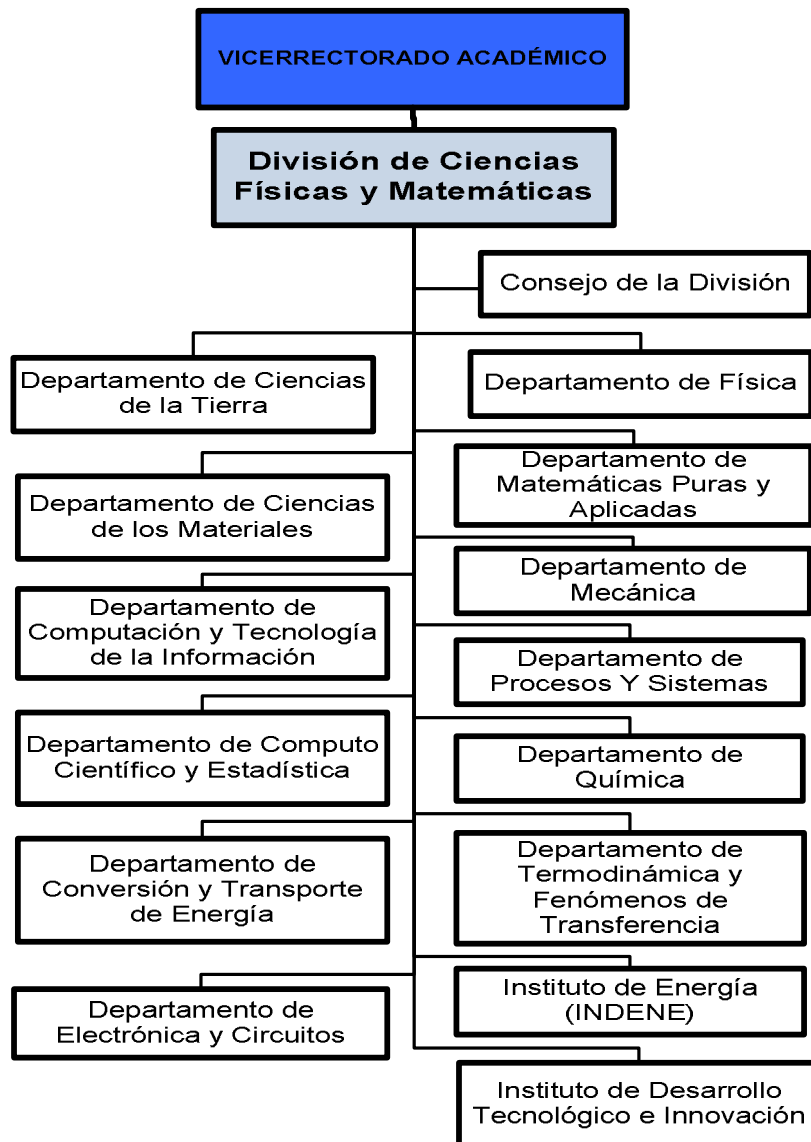 VICERRECTORADO ACADÉMICO
División de Ciencias
Físicas y Matemáticas
Consejo de la División
Departamento de Ciencias
de la Tierra
Departamento de Física
Departamento de Ciencias
de los Materiales
Departamento de
Matemáticas Puras y
Aplicadas
Departamento de
Computación y Tecnología
de la Información
Departamento de
Mecánica
Departamento de Computo
Científico y Estadística
Departamento de
Procesos Y Sistemas
Departamento de
Química
Departamento de
Conversión y Transporte
de Energía
Departamento de
Termodinámica y
Fenómenos de
Transferencia
Departamento de
Electrónica y Circuitos
Instituto de Energía
(INDENE)
Instituto de Desarrollo
Tecnológico e Innovación